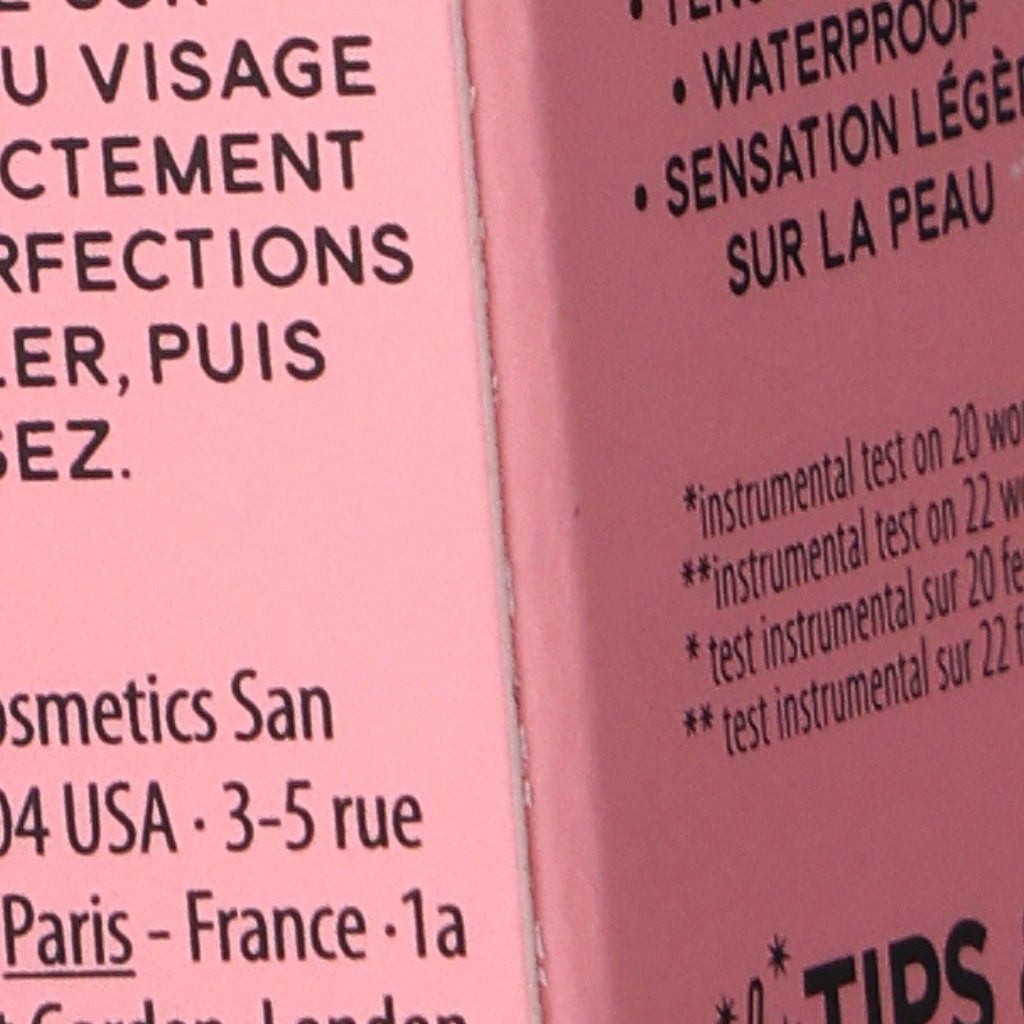 U VISAGE
CTEMENT
RFECTIONS
LER, PUIS
SEZ.
osmetics San
04 USA · 3-5 rue
Paris - France · 1a
London
• WATERPROOF
• SENSATION LÉGÈ
SUR LA PEAU
*instrumental test on 20 wo
**instrumental test on 22 w
* test instrumental sur 20 fe
** test instrumental sur 22 f
TIPS